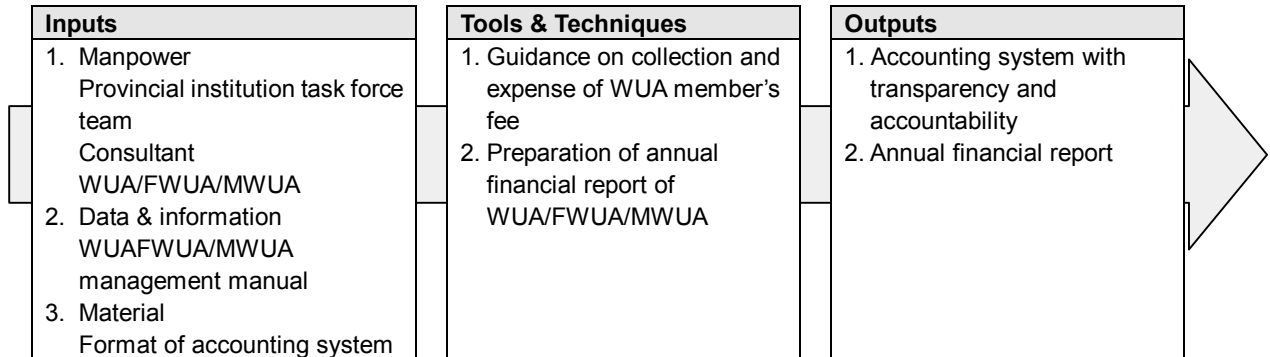 Inputs
1. Manpower
Provincial institution task force
team
Consultant
WUA/FWUA/MWUA
2. Data & information
WUAFWUA/MWUA
management manual
3. Material
Format of accounting system
Tools & Techniques
1. Guidance on collection and
expense of WUA member's
fee
2. Preparation of annual
financial report of
WUA/FWUA/MWUA
Outputs
1. Accounting system with
transparency and
accountability
2. Annual financial report